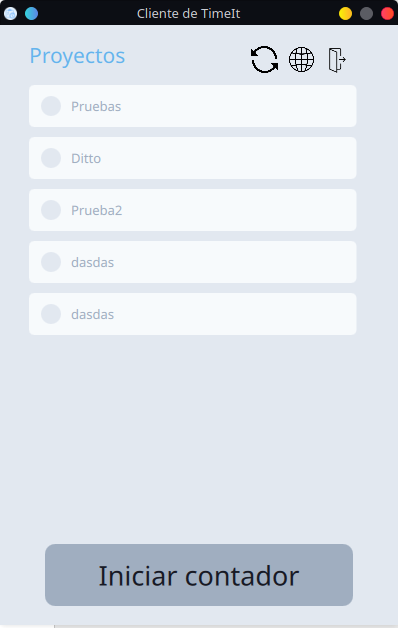 Cliente de TimeIt
Proyectos
Pruebas
Ditto
Prueba2
dasdas
dasdas
Iniciar contador